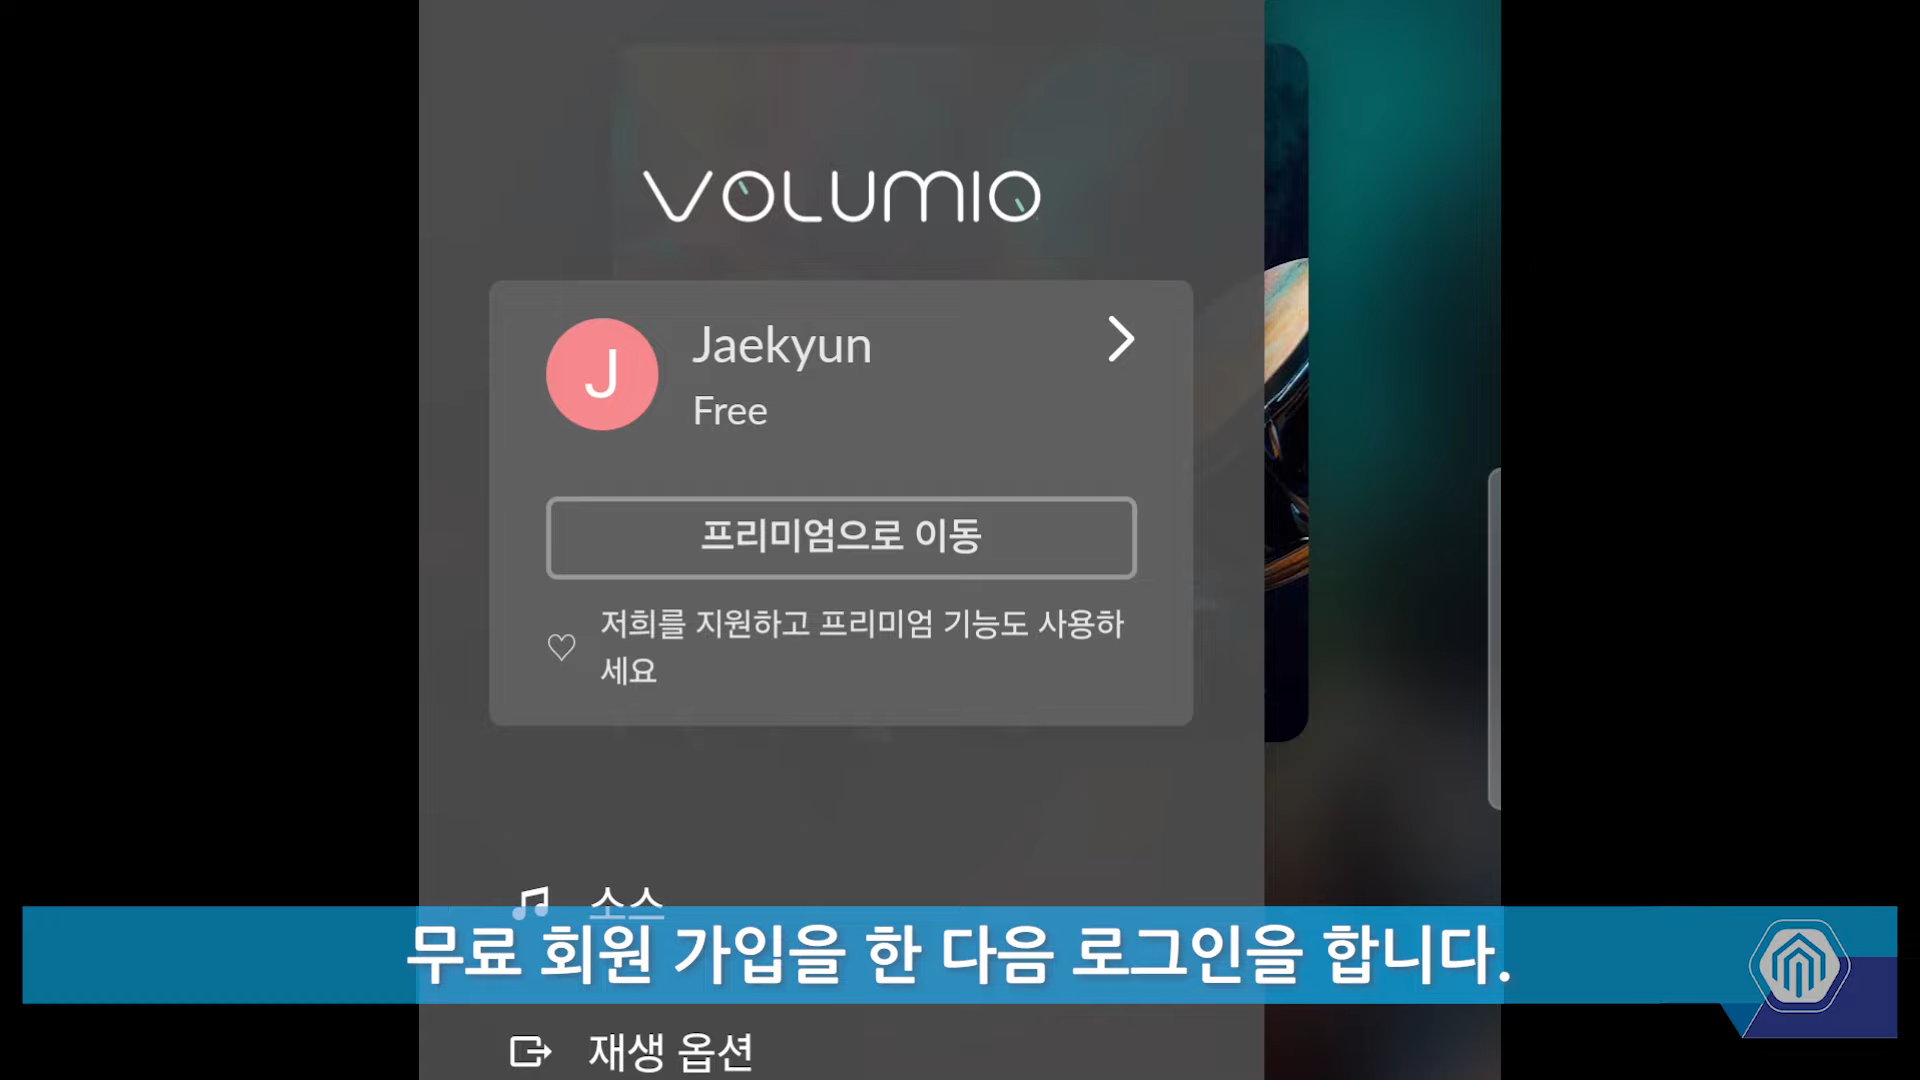 VOLUMIO
J
Jaekyun
Free
프리미엄으로 이동
저희를 지원하고 프리미엄 기능도 사용하
세요
소스
무료 회원 가입을 한 다음 로그인을 합니다.
재생 옵션